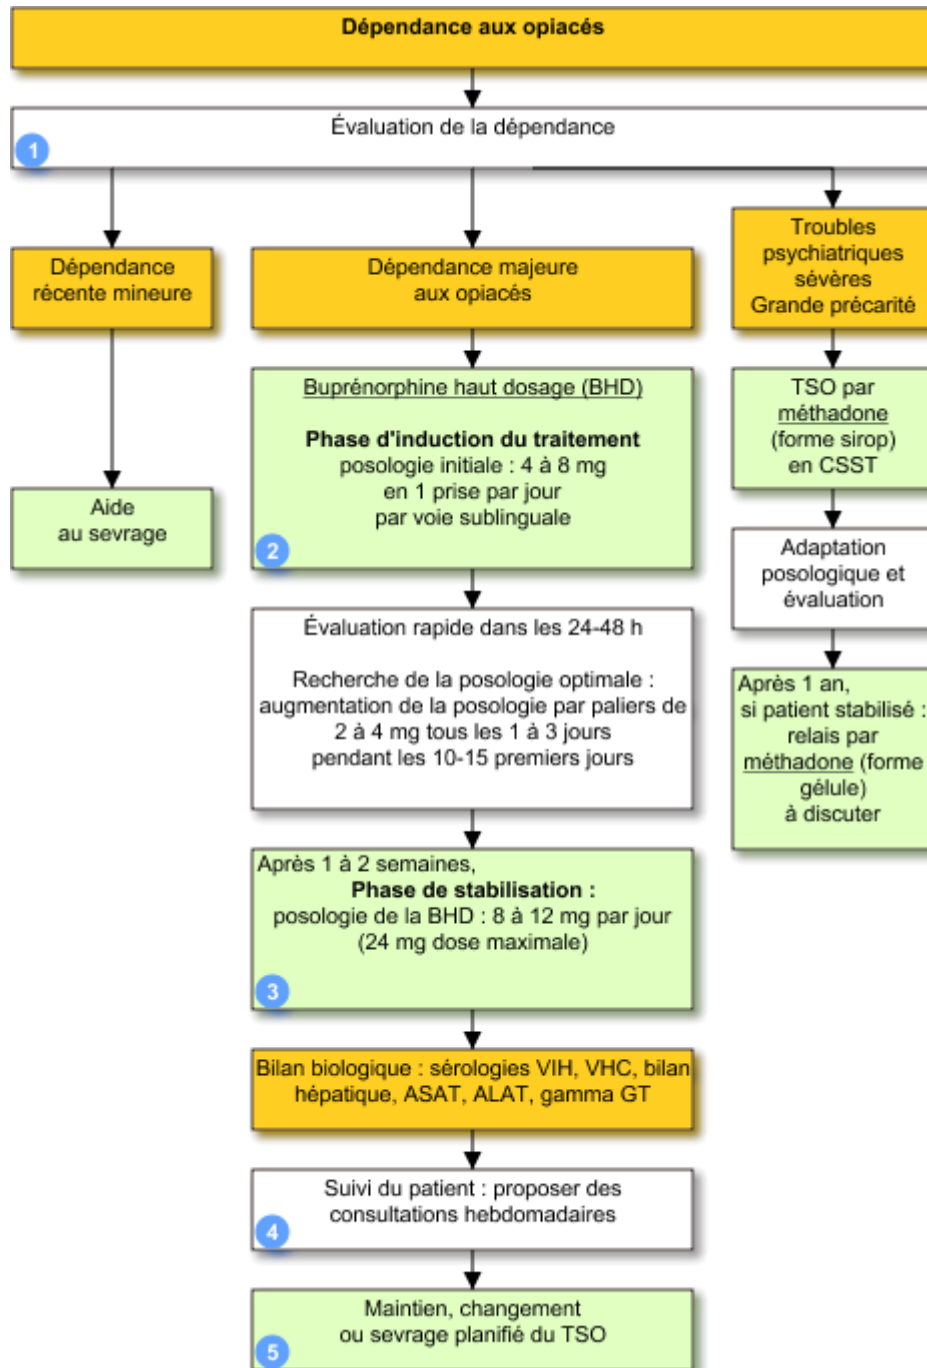 Dépendance aux opiacés
Évaluation de la dépendance
1
Dépendance
récente mineure
Aide
au sevrage
Dépendance majeure
aux opiacés
Buprénorphine haut dosage (BHD)
Phase d'induction du traitement
posologie initiale : 4 à 8 mg
en 1 prise par jour
par voie sublinguale
2
Évaluation rapide dans les 24-48 h
Recherche de la posologie optimale :
augmentation de la posologie par paliers de
2 à 4 mg tous les 1 à 3 jours
pendant les 10-15 premiers jours
Après 1 à 2 semaines,
Phase de stabilisation :
posologie de la BHD : 8 à 12 mg par jour
(24 mg dose maximale)
3
Bilan biologique : sérologies VIH, VHC, bilan
hépatique, ASAT, ALAT, gamma GT
Suivi du patient : proposer des
consultations hebdomadaires
4
Maintien, changement
ou sevrage planifié du TSO
5
Troubles
psychiatriques
sévères
Grande précarité
TSO par
méthadone
(forme sirop)
en CSST
Adaptation
posologique et
évaluation
Après 1 an,
si patient stabilisé :
relais par
méthadone (forme
gélule)
à discuter